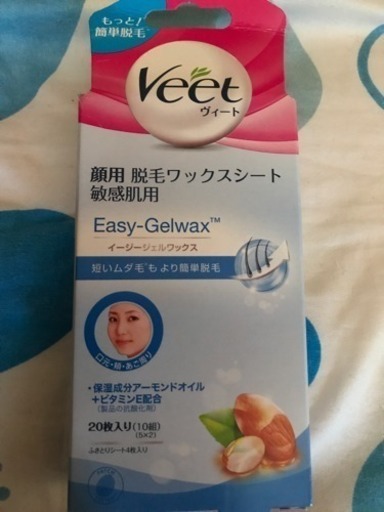 もっと!
簡単脱毛
Veet
ヴィート
顔用 脱毛ワックスシート
敏感肌用
Easy-Gelwax™
イージージェルワックス
短いムダ毛*も より簡単脱毛
口元・頬・あご周り
・保湿成分アーモンドオイル
+ビタミンE配合
(製品の抗酸化剤)
20枚入り(10組)
(5×2)
ふきとりシート4枚入り